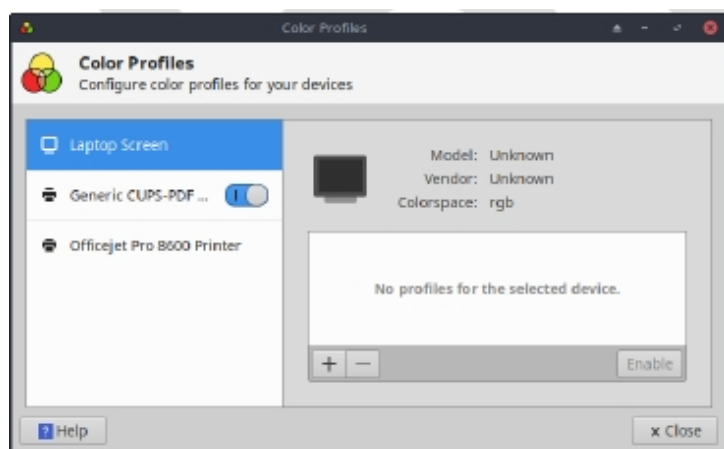 Color Profiles
Color Profiles
Configure color profiles for your devices
Laptop Screen
Generic CUPS-PDF ...
Officejet Pro 8600 Printer
Model: Unknown
Vendor: Unknown
Colorspace: rgb
No profiles for the selected device.
+ −
Enable
? Help
x Close